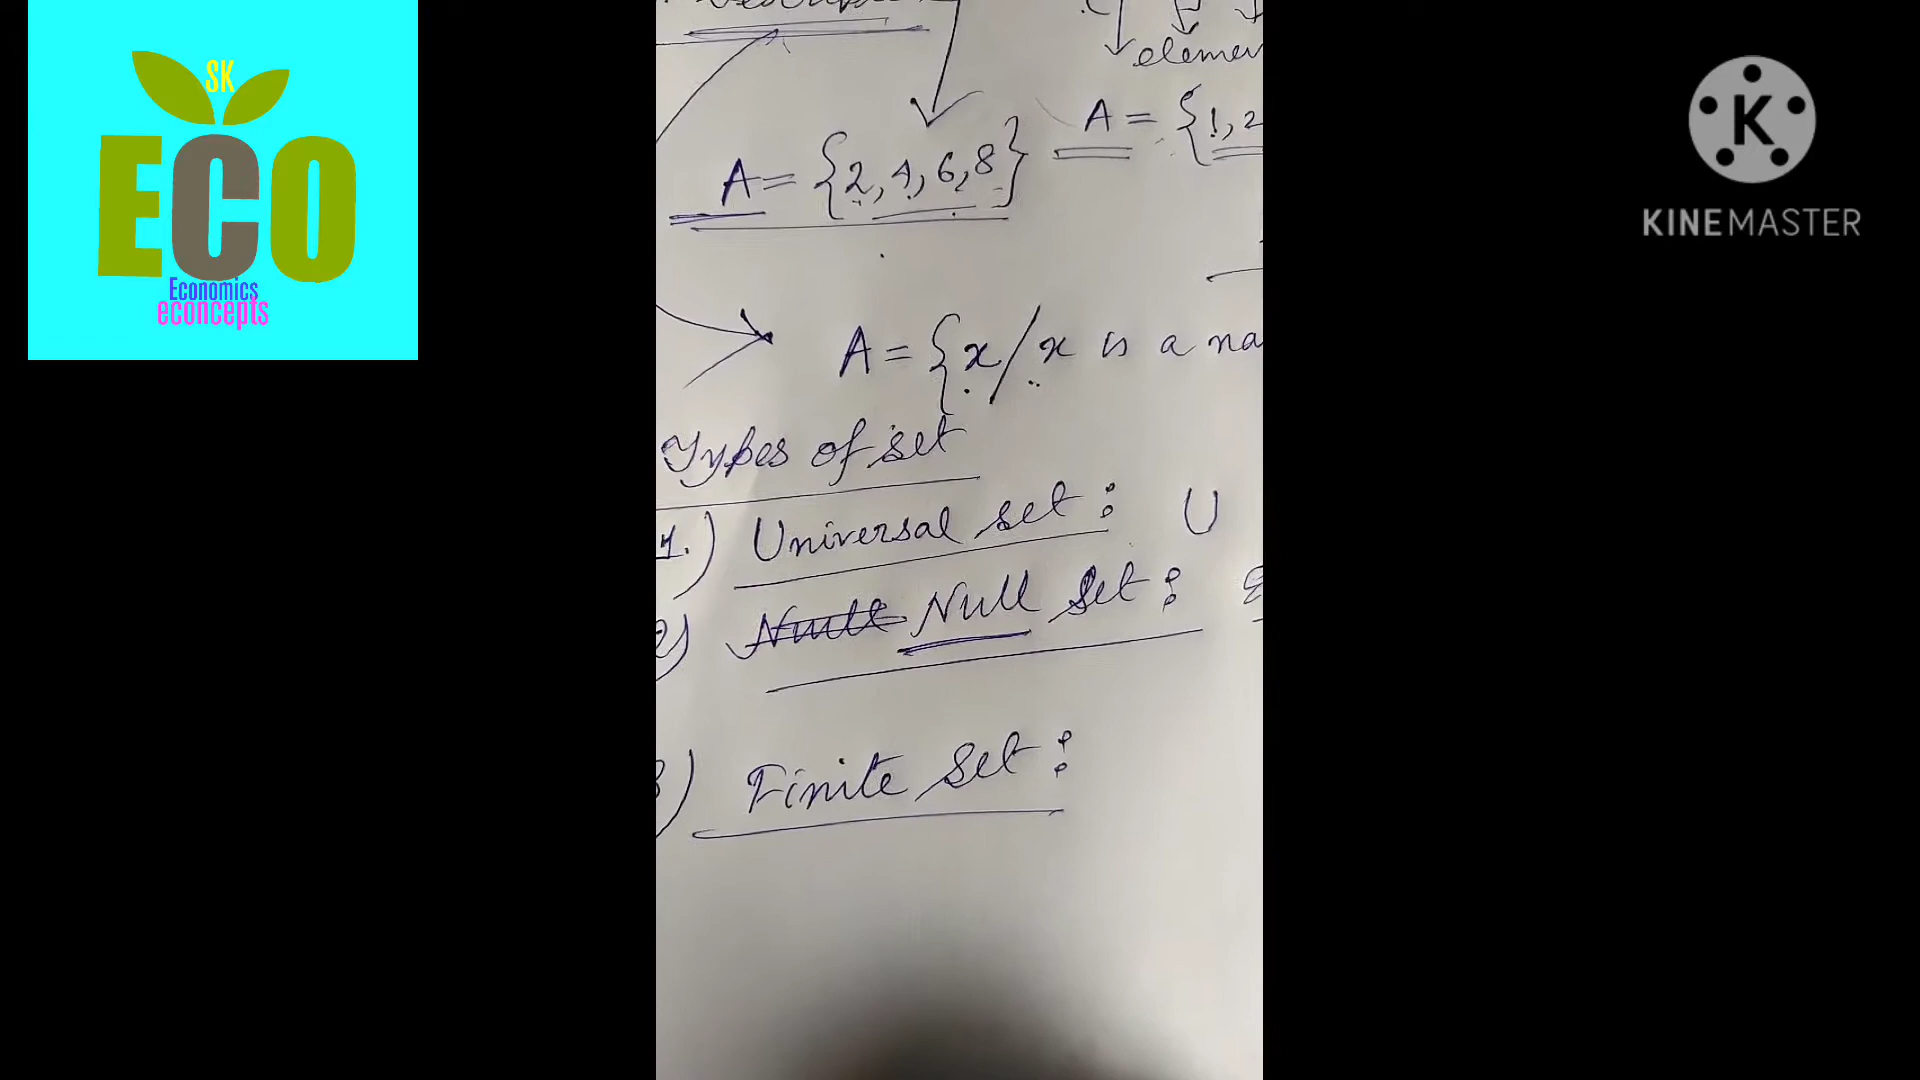 SK
ECO
Economics
econcepts
KINEMASTER
elemen
A = {1, 2
A = {2, 4, 6, 8}
A = {x/x is a na
Types of set
1.) Universal set : U
2) Null Set :
3) Finite Set :